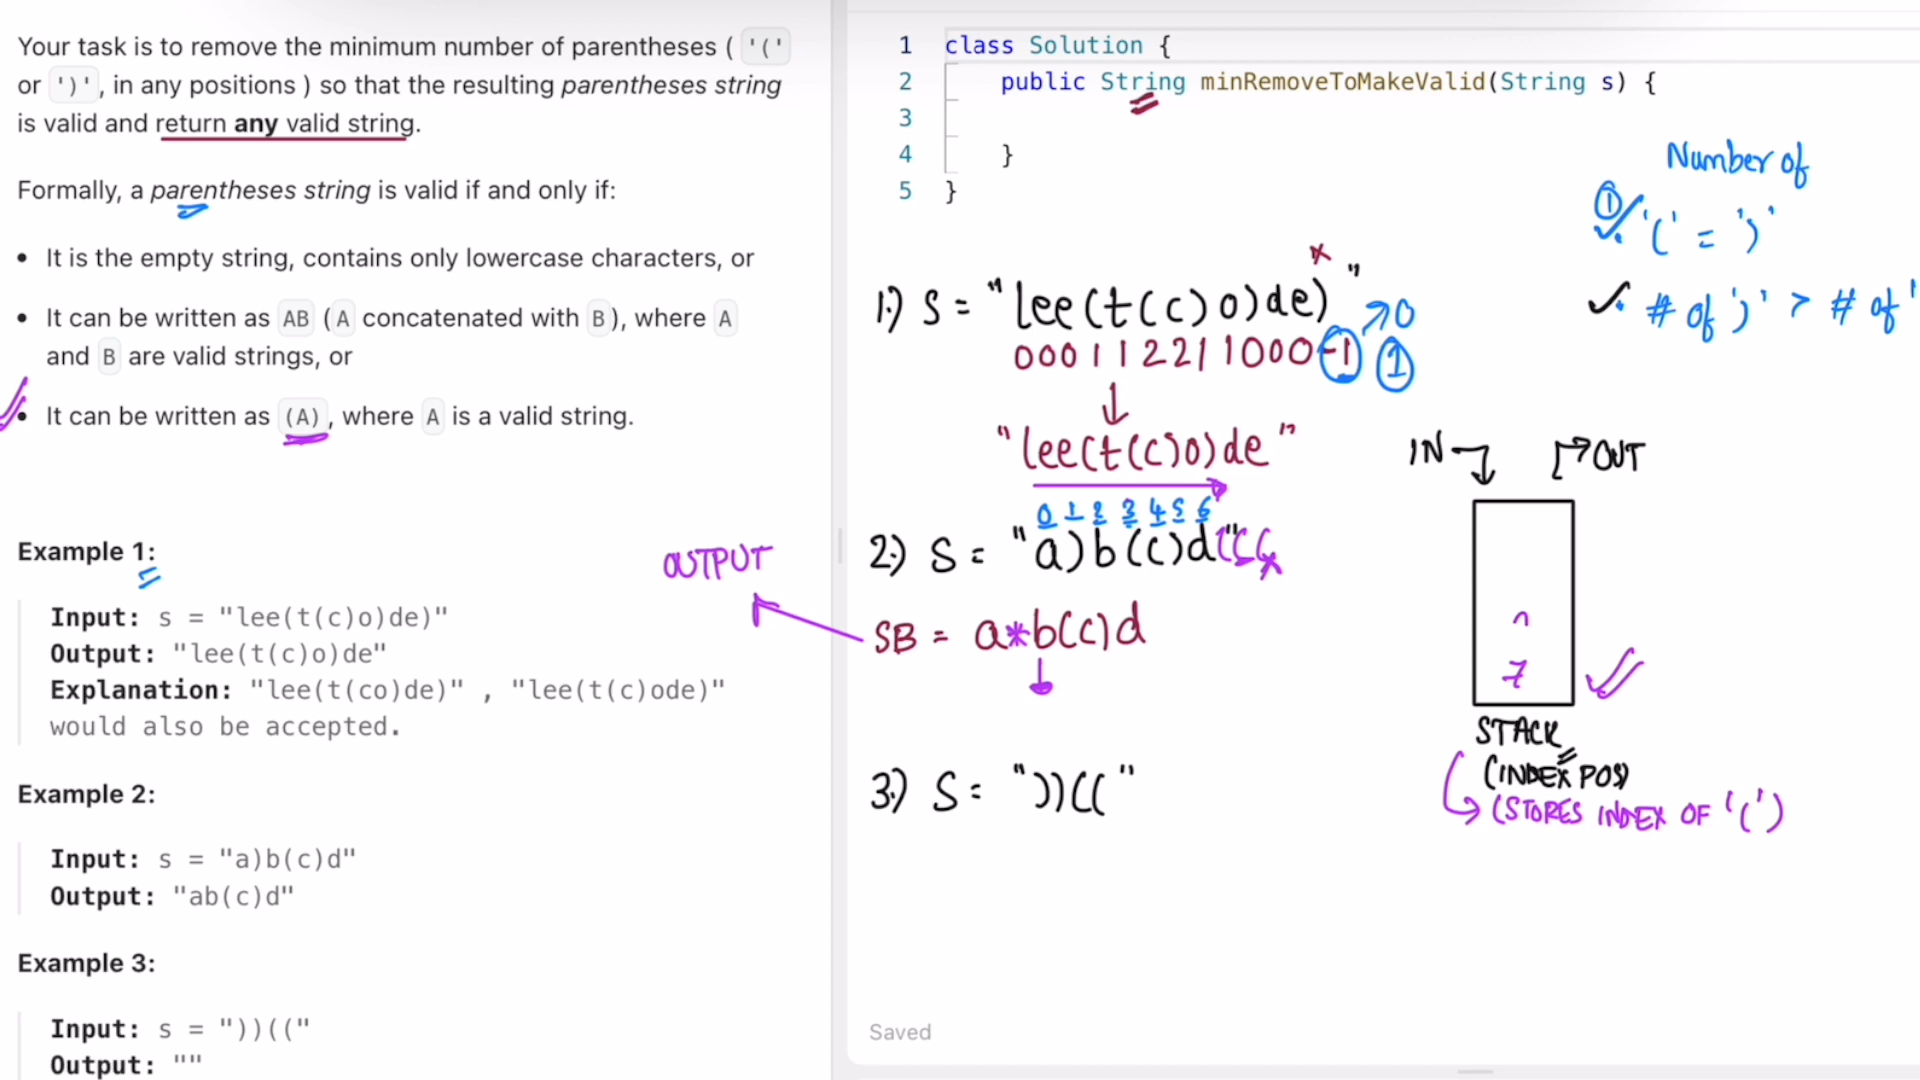 Your task is to remove the minimum number of parentheses ( '('
or ')', in any positions ) so that the resulting parentheses string
is valid and return any valid string.
Formally, a parentheses string is valid if and only if:
• It is the empty string, contains only lowercase characters, or
• It can be written as AB (A concatenated with B), where A
and B are valid strings, or
• It can be written as (A), where A is a valid string.
Example 1:
Input: s = "lee(t(c)o)de)"
Output: "lee(t(c)o)de"
Explanation: "lee(t(co)de)" , "lee(t(c)ode)"
would also be accepted.
Example 2:
Input: s = "a)b(c)d"
Output: "ab(c)d"
Example 3:
Input: s = "))(("
Output: ""
1 class Solution {
2 public String minRemoveToMakeValid(String s) {
3
4 }
5 }
Number of
① '(' = ')'
# of ')' > # of '
1.) S = "lee(t(c)o)de)"
000112211000-1 → 0 ①
"lee(t(c)o)de"
0 1 2 3 4 5 6
2.) S = "a)b(c)d"(((
OUTPUT
SB = a*b(c)d
3.) S = "))(("
IN OUT
7
STACK
(INDEX POS)
(STORES INDEX OF '(')
Saved